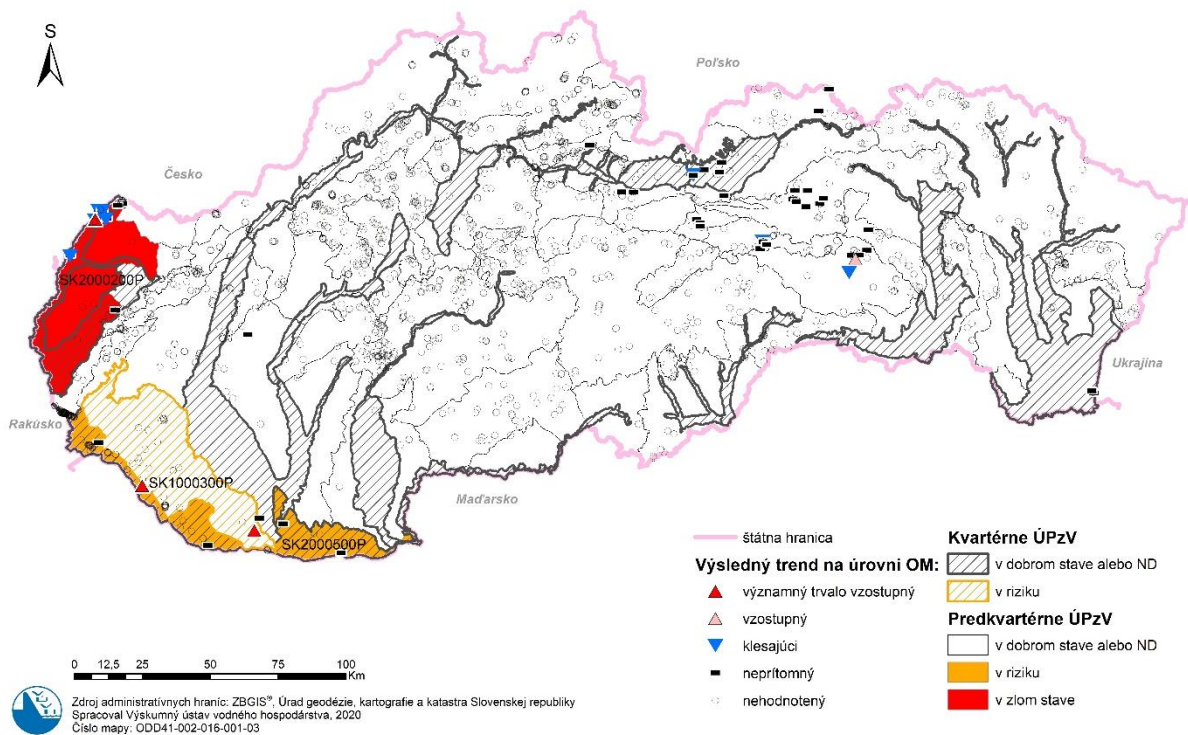 S
Poľsko
Česko
SK2000200P
Ukrajina
Rakúsko
SK1000300P
Maďarsko
SK2000500P
štátna hranica
Výsledný trend na úrovni OM:
významný trvalo vzostupný
vzostupný
klesajúci
neprítomný
nehodnotený
Kvartérne ÚPzV
v dobrom stave alebo ND
v riziku
Predkvartérne ÚPzV
v dobrom stave alebo ND
v riziku
v zlom stave
0 12,5 25 50 75 100
Km
Zdroj administratívnych hraníc: ZBGIS®, Úrad geodézie, kartografie a katastra Slovenskej republiky
Spracoval Výskumný ústav vodného hospodárstva, 2020
Číslo mapy: ODD41-002-016-001-03